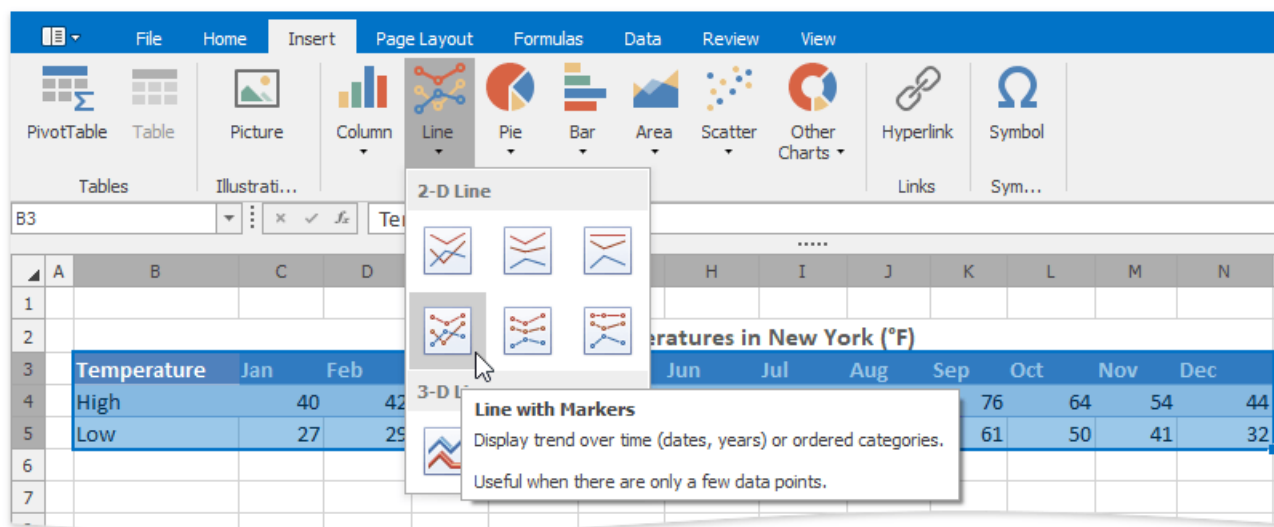 File Home Insert Page Layout Formulas Data Review View
PivotTable Table Picture Column Line Pie Bar Area Scatter Other Charts Hyperlink Symbol
Tables Illustrati... Links Sym...
2-D Line
B3
A B C D H I J K L M N
1
2 New York (°F)
3 Temperature Jan Feb Jun Jul Aug Sep Oct Nov Dec
4 High 40 42 76 64 54 44
5 Low 27 29 61 50 41 32
6
7
3-D
Line with Markers
Display trend over time (dates, years) or ordered categories.
Useful when there are only a few data points.